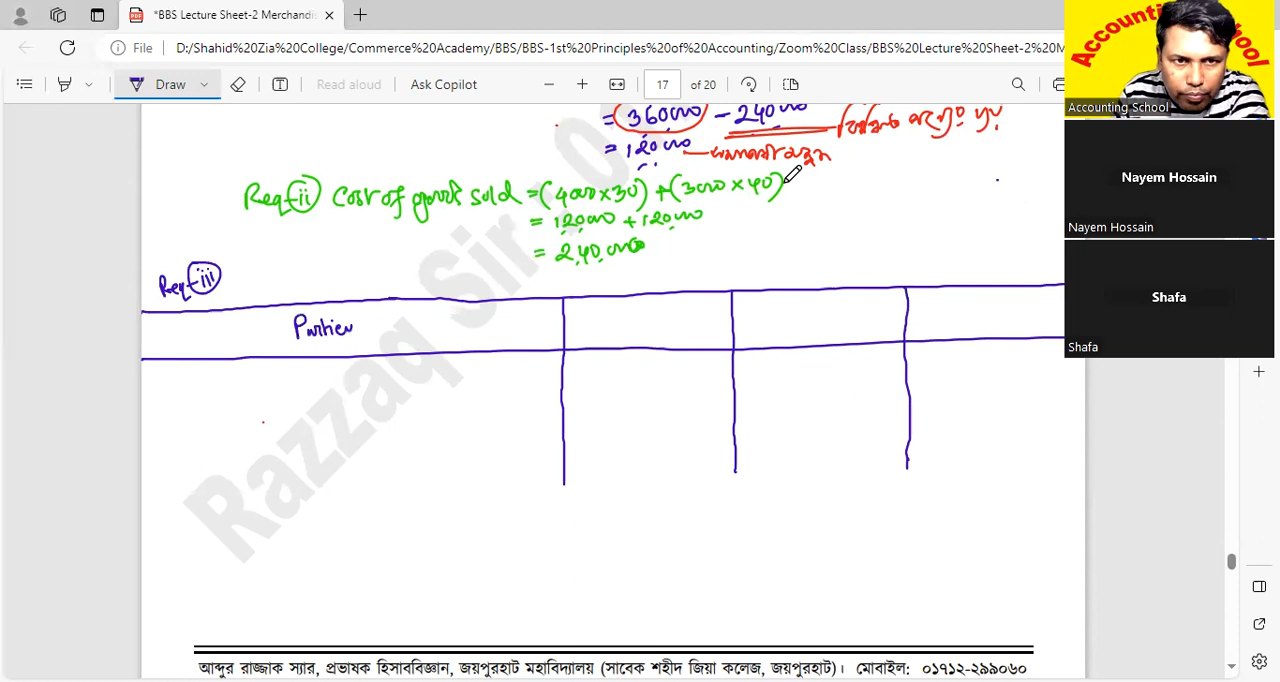 *BBS Lecture Sheet-2 Merchandi
File
D:/Shahid%20Zia%20College/Commerce%20Academy/BBS/BBS-1st%20Principles%20of%20Accounting/Zoom%20Class/BBS%20Lecture%20Sheet-2%20M
Draw
Read aloud
Ask Copilot
17 of 20
Accounting School
Accounting School
Nayem Hossain
Nayem Hossain
Shafa
Shafa
= 360000 - 240000
= 120000
Req-ii Cost of goods sold = (4000×30) + (3000×40)
= 120000 + 120000
= 240000
Req-iii
Razzaq Sir : 0
আব্দুর রাজ্জাক স্যার, প্রভাষক হিসাববিজ্ঞান, জয়পুরহাট মহাবিদ্যালয় (সাবেক শহীদ জিয়া কলেজ, জয়পুরহাট)। মোবাইল: ০১৭১২-২৯৯০৬০